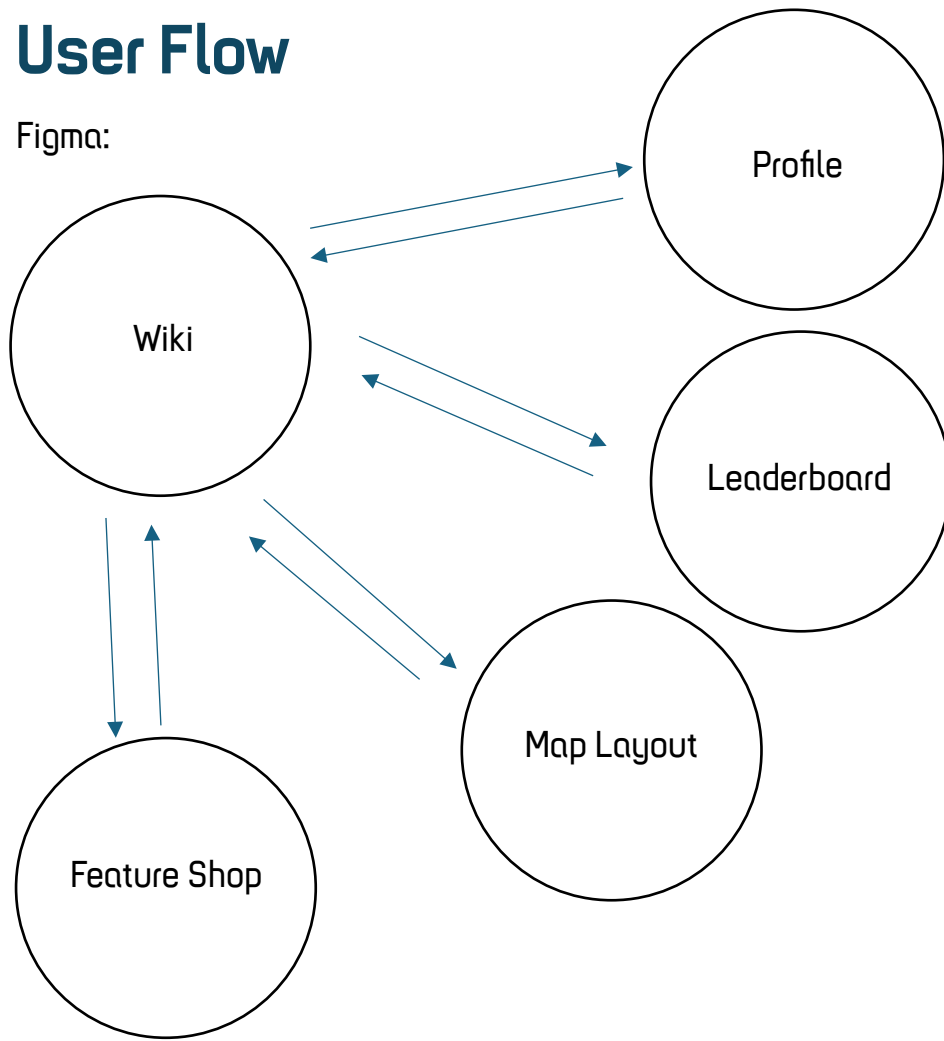 User Flow
Figma:
Profile
Wiki
Leaderboard
Map Layout
Feature Shop